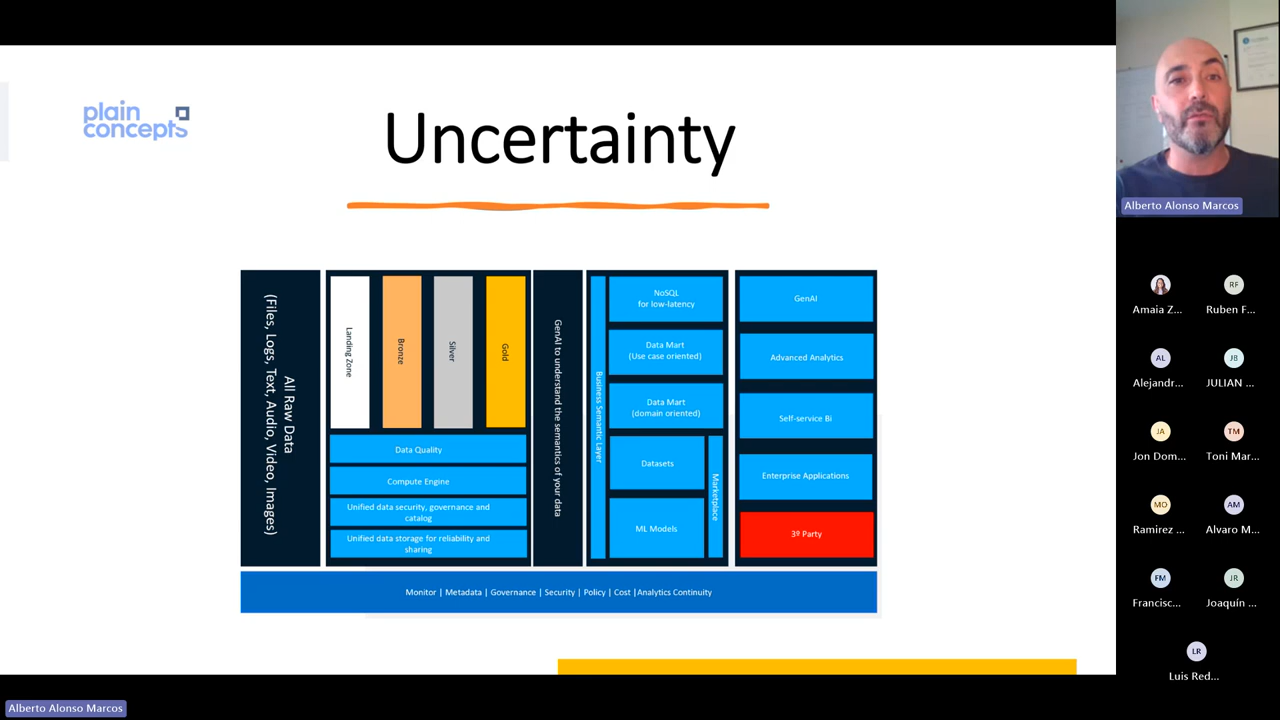 plain
concepts
Uncertainty
All Raw Data
(Files, Logs, Text, Audio, Video, Images)
Landing Zone
Bronze
Silver
Gold
Data Quality
Compute Engine
Unified data security, governance and
catalog
Unified data storage for reliability and
sharing
GenAI to understand the semantics of your data
Business Semantic Layer
NoSQL
for low-latency
Data Mart
(Use case oriented)
Data Mart
(domain oriented)
Datasets
ML Models
Marketplace
GenAI
Advanced Analytics
Self-service Bi
Enterprise Applications
3º Party
Monitor | Metadata | Governance | Security | Policy | Cost |Analytics Continuity
Alberto Alonso Marcos
RF
Amaia Z...
Ruben F...
AL
JB
Alejandr...
JULIAN ...
JA
TM
Jon Dom...
Toni Mar...
MO
AM
Ramirez ...
Alvaro M...
FM
JR
Francisc...
Joaquín ...
LR
Luis Red...
Alberto Alonso Marcos